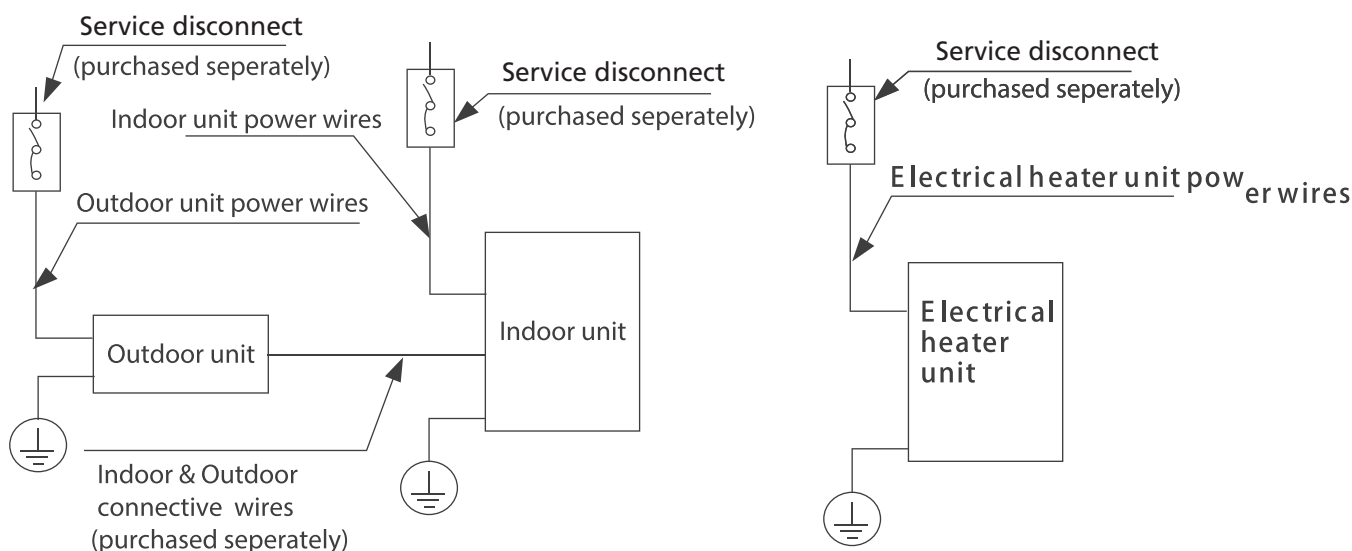 Service disconnect
(purchased seperately)
Service disconnect
(purchased seperately)
Indoor unit power wires
Outdoor unit power wires
Outdoor unit
Indoor unit
Indoor & Outdoor
connective wires
(purchased seperately)
Service disconnect
(purchased seperately)
Electrical heater unit power wires
Electrical
heater
unit